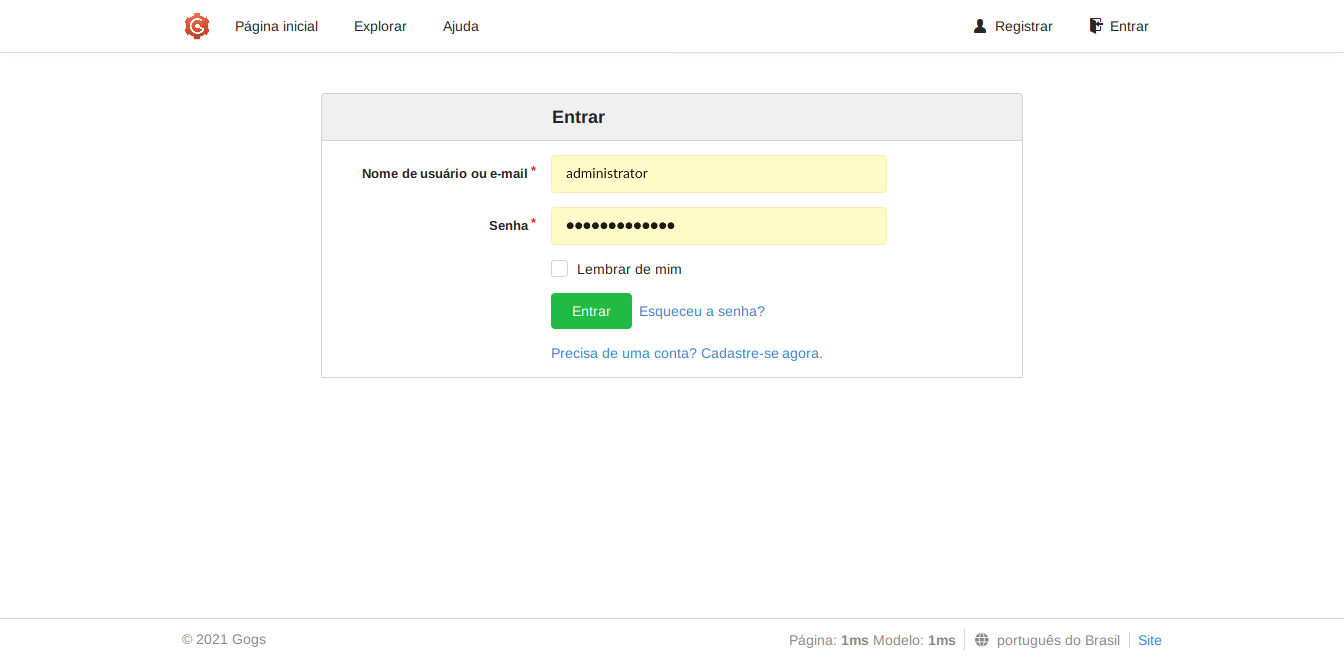 Página inicial Explorar Ajuda Registrar Entrar
Entrar
Nome de usuário ou e-mail * administrator
Senha * ●●●●●●●●●●●●●
Lembrar de mim
Entrar Esqueceu a senha?
Precisa de uma conta? Cadastre-se agora.
© 2021 Gogs Página: 1ms Modelo: 1ms português do Brasil Site